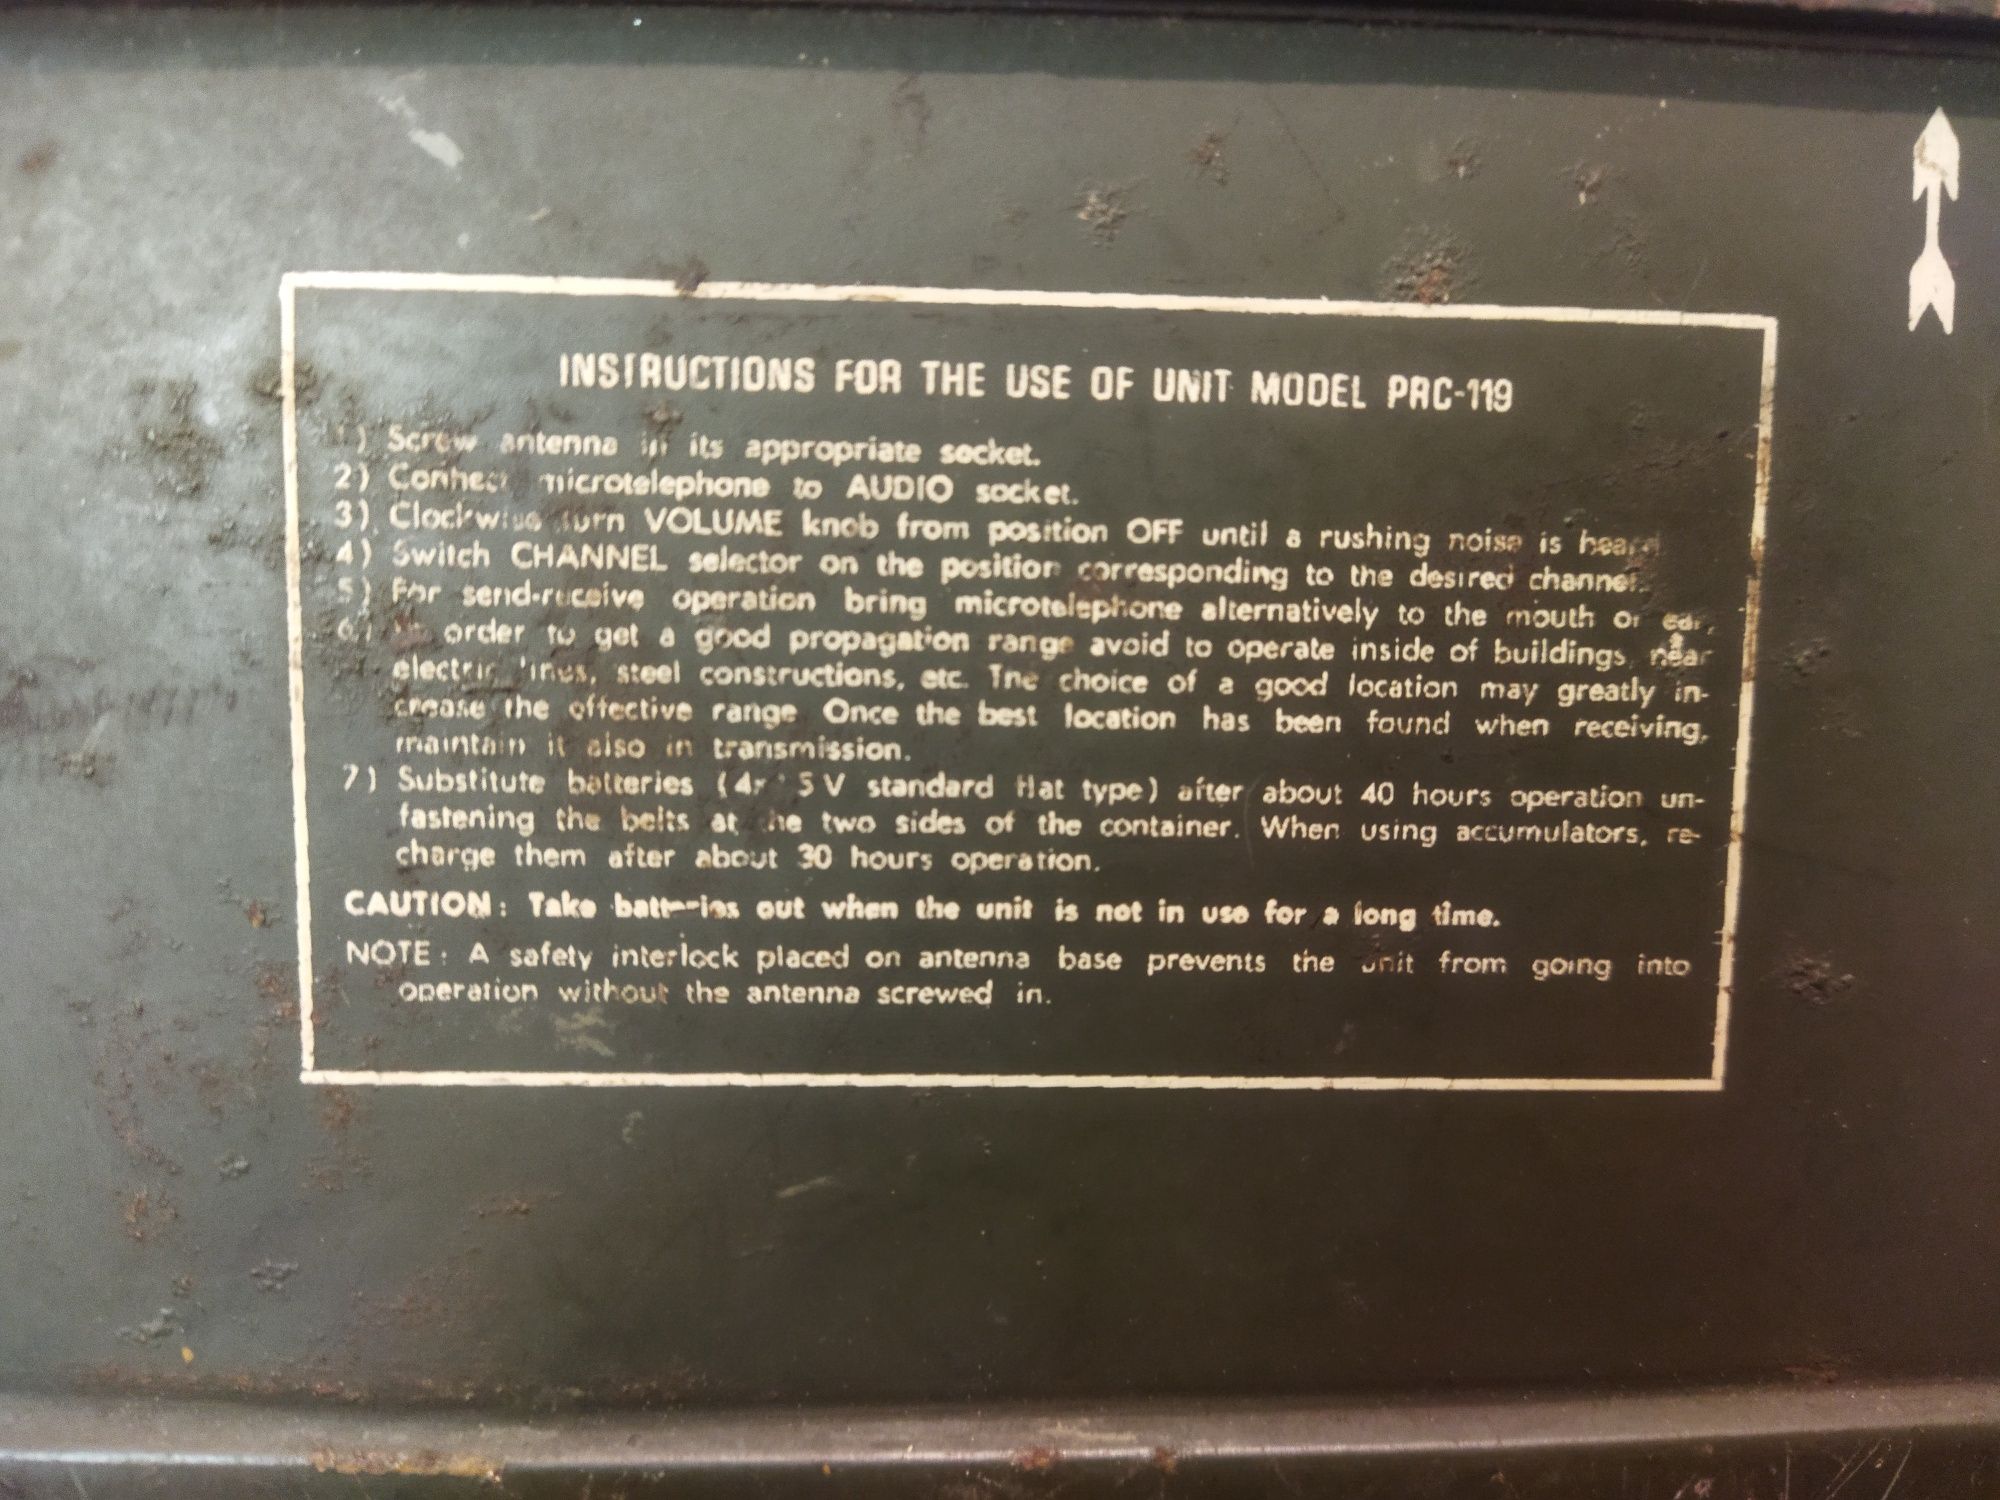 INSTRUCTIONS FOR THE USE OF UNIT MODEL PRC-119
1) Screw antenna in its appropriate socket.
2) Connect microtelephone to AUDIO socket.
3) Clockwise turn VOLUME knob from position OFF until a rushing noise is heard
4) Switch CHANNEL selector on the position corresponding to the desired channel.
5) For send-receive operation bring microtelephone alternatively to the mouth or ear.
6) In order to get a good propagation range avoid to operate inside of buildings, near
electric lines, steel constructions, etc. The choice of a good location may greatly in-
crease the effective range Once the best location has been found when receiving,
maintain it also in transmission.
7) Substitute batteries ( 5 V standard flat type) after about 40 hours operation un-
fastening the belts at the two sides of the container. When using accumulators, re-
charge them after about 30 hours operation.
CAUTION: Take batteries out when the unit is not in use for a long time.
NOTE: A safety interlock placed on antenna base prevents the unit from going into
operation without the antenna screwed in.